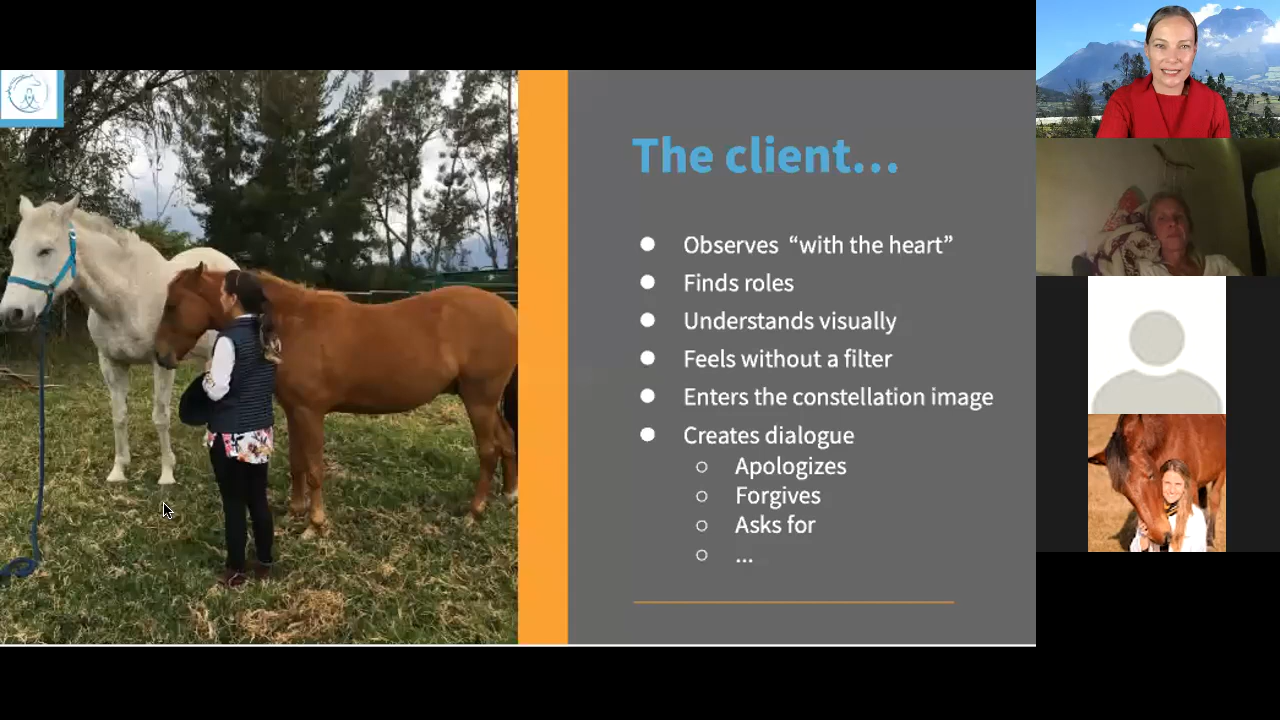 The client...
Observes “with the heart”
Finds roles
Understands visually
Feels without a filter
Enters the constellation image
Creates dialogue
Apologizes
Forgives
Asks for
...